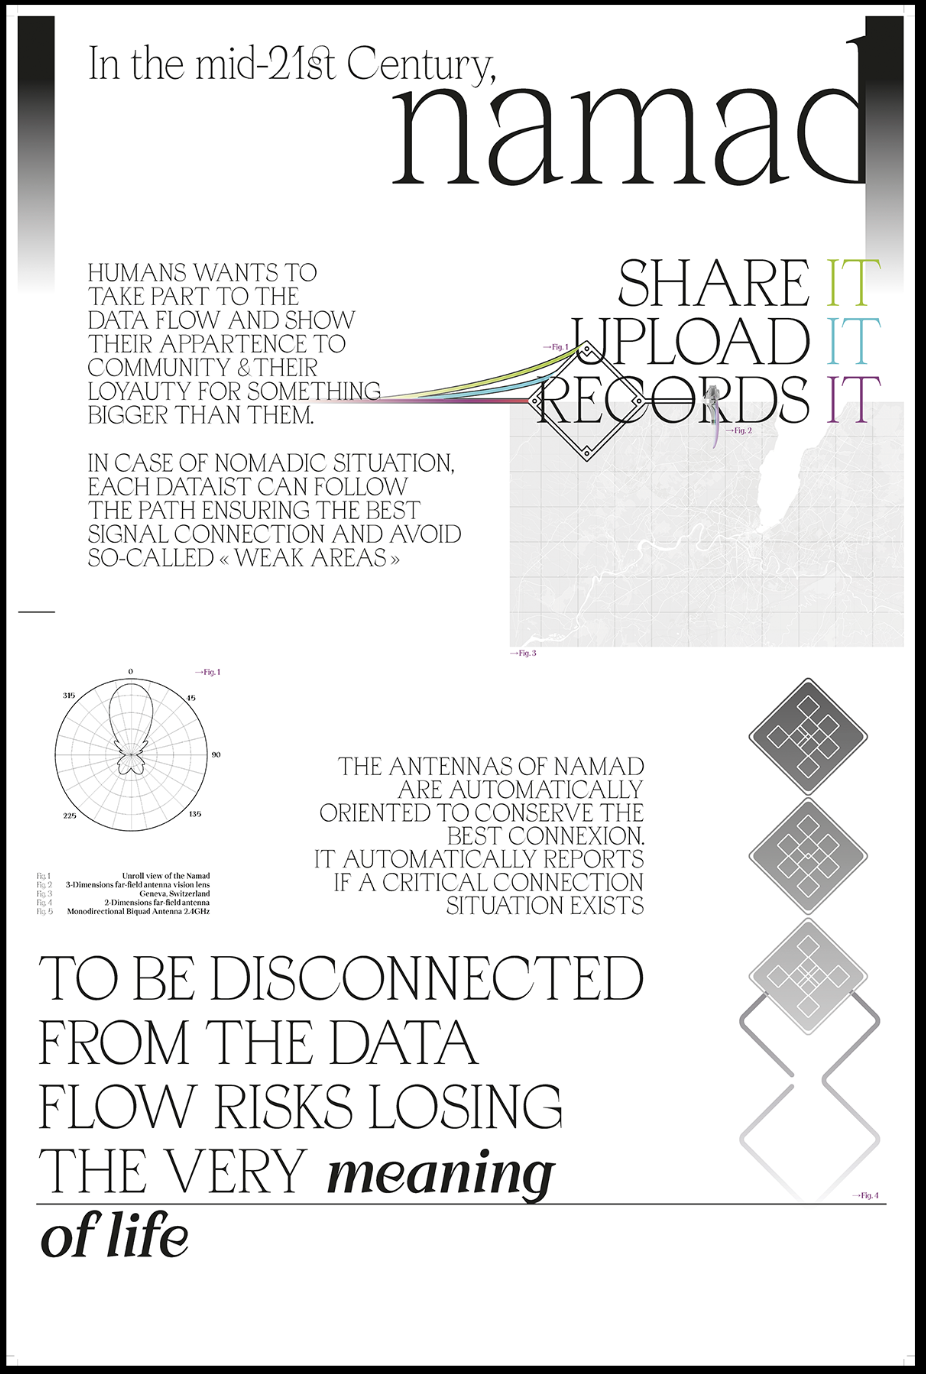 In the mid-21st Century,
namad
HUMANS WANTS TO
TAKE PART TO THE
DATA FLOW AND SHOW
THEIR APPARTENCE TO
COMMUNITY & THEIR
LOYAUTY FOR SOMETHING
BIGGER THAN THEM.
IN CASE OF NOMADIC SITUATION,
EACH DATAIST CAN FOLLOW
THE PATH ENSURING THE BEST
SIGNAL CONNECTION AND AVOID
SO-CALLED « WEAK AREAS »
SHARE IT
UPLOAD IT
RECORDS IT
→Fig. 1
→Fig. 2
→Fig. 3
→Fig. 1
0
315
45
90
225
135
Fig. 1 Unroll view of the Namad
Fig. 2 3-Dimensions far-field antenna vision lens
Fig. 3 Geneva, Switzerland
Fig. 4 2-Dimensions far-field antenna
Fig. 5 Monodirectional Biquad Antenna 2.4GHz
THE ANTENNAS OF NAMAD
ARE AUTOMATICALLY
ORIENTED TO CONSERVE THE
BEST CONNEXION.
IT AUTOMATICALLY REPORTS
IF A CRITICAL CONNECTION
SITUATION EXISTS
TO BE DISCONNECTED
FROM THE DATA
FLOW RISKS LOSING
THE VERY meaning
of life
→Fig. 4